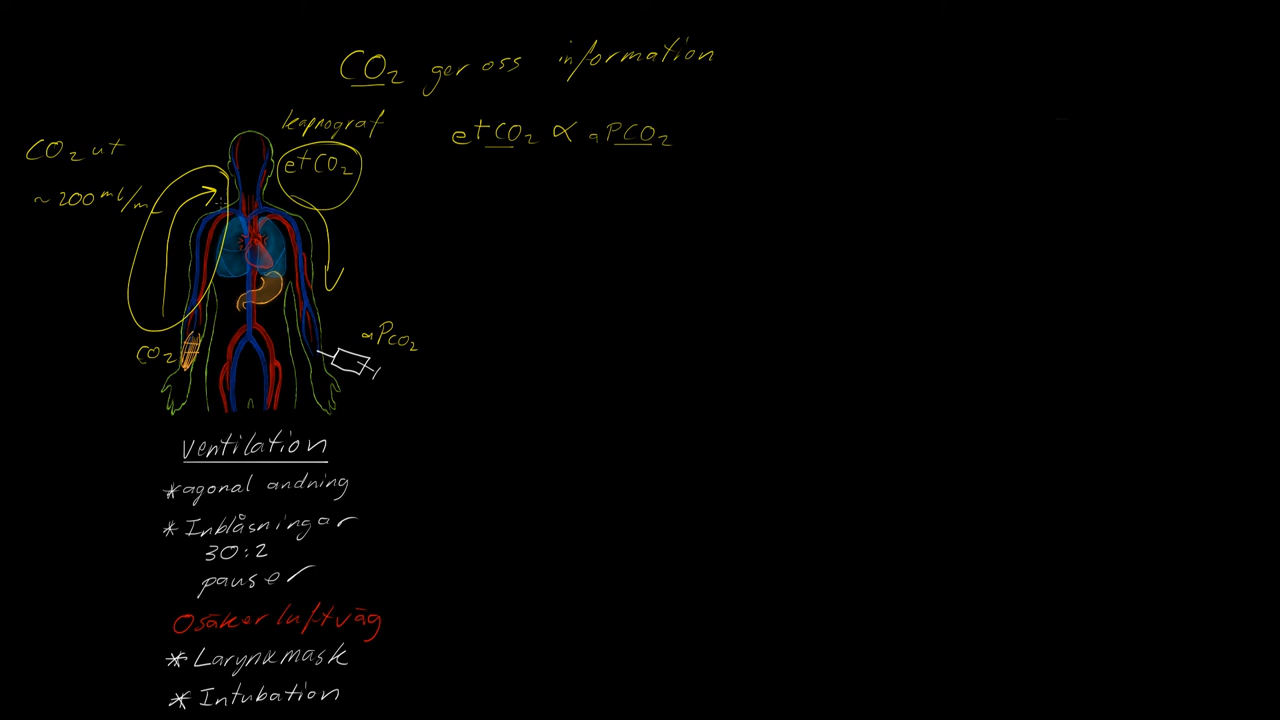 CO2 ger oss information
kapnograf
etCO2 ∝ aPCO2
CO2 ut
etCO2
~200 ml/m
aPCO2
CO2
Ventilation
*agonal andning
*Inblåsningar
30:2
pauser
Osäker luftväg
*Larynxmask
*Intubation